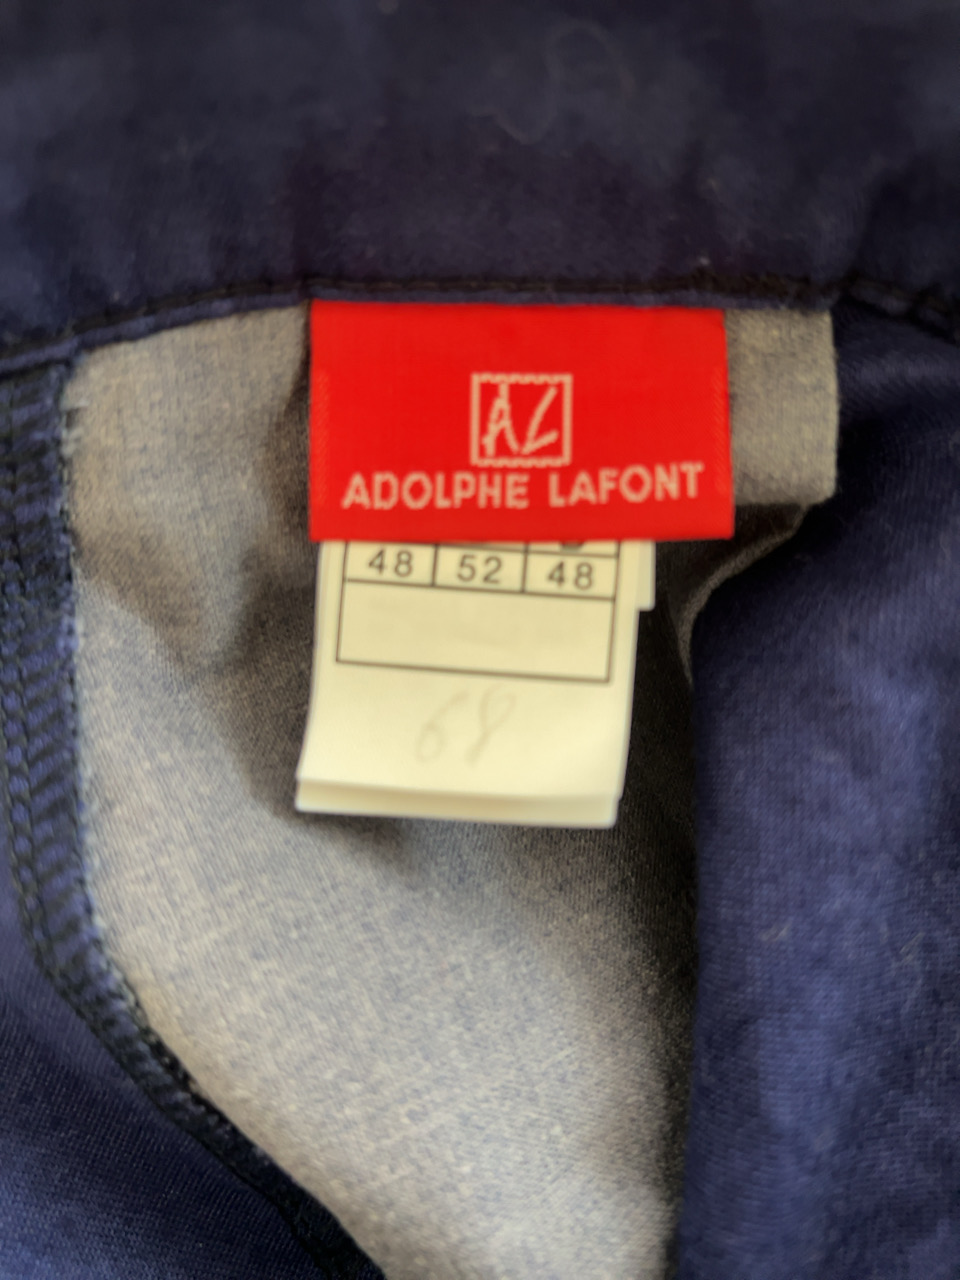 AL
ADOLPHE LAFONT
48 52 48
68